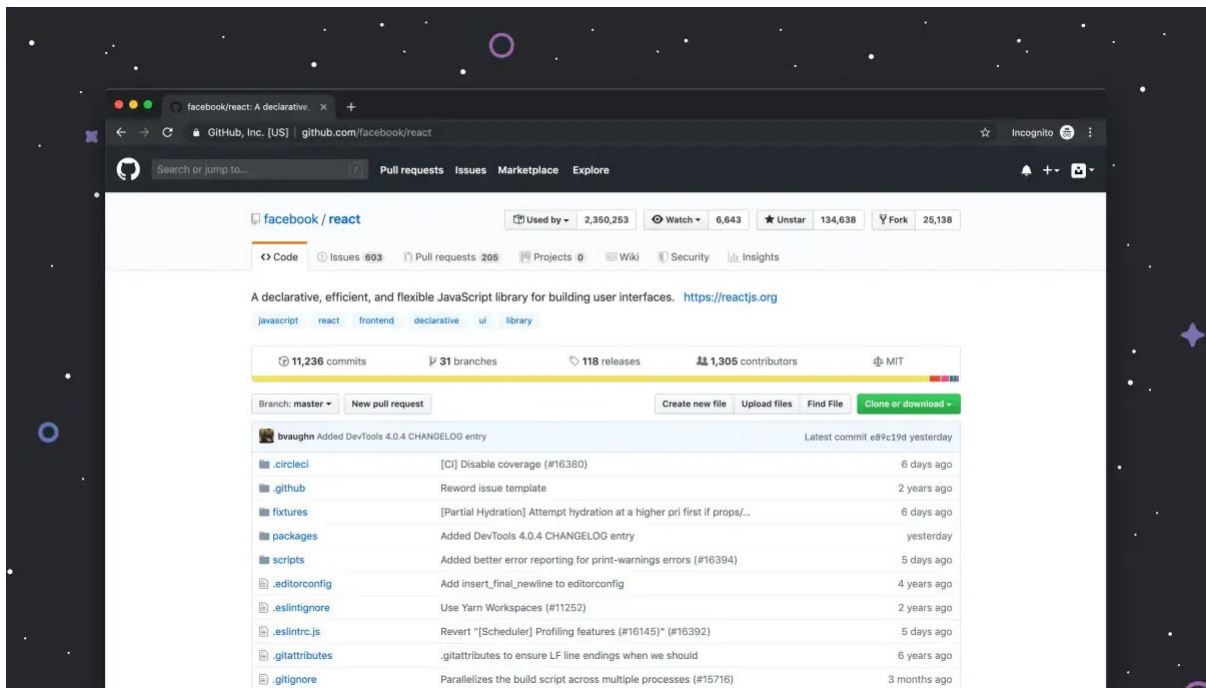 facebook/react: A declarative,
GitHub, Inc. [US] | github.com/facebook/react
Incognito
Search or jump to... /
Pull requests Issues Marketplace Explore
facebook / react
Used by 2,350,253 Watch 6,643 Unstar 134,638 Fork 25,138
Code Issues 603 Pull requests 205 Projects 0 Wiki Security Insights
A declarative, efficient, and flexible JavaScript library for building user interfaces. https://reactjs.org
javascript react frontend declarative ui library
11,236 commits 31 branches 118 releases 1,305 contributors MIT
Branch: master New pull request Create new file Upload files Find File Clone or download
bvaughn Added DevTools 4.0.4 CHANGELOG entry Latest commit e89c19d yesterday
.circleci [CI] Disable coverage (#16380) 6 days ago
.github Reword issue template 2 years ago
fixtures [Partial Hydration] Attempt hydration at a higher pri first if props/... 6 days ago
packages Added DevTools 4.0.4 CHANGELOG entry yesterday
scripts Added better error reporting for print-warnings errors (#16394) 5 days ago
.editorconfig Add insert_final_newline to editorconfig 4 years ago
.eslintignore Use Yarn Workspaces (#11252) 2 years ago
.eslintrc.js Revert "[Scheduler] Profiling features (#16145)" (#16392) 5 days ago
.gitattributes .gitattributes to ensure LF line endings when we should 6 years ago
.gitignore Parallelizes the build script across multiple processes (#15716) 3 months ago